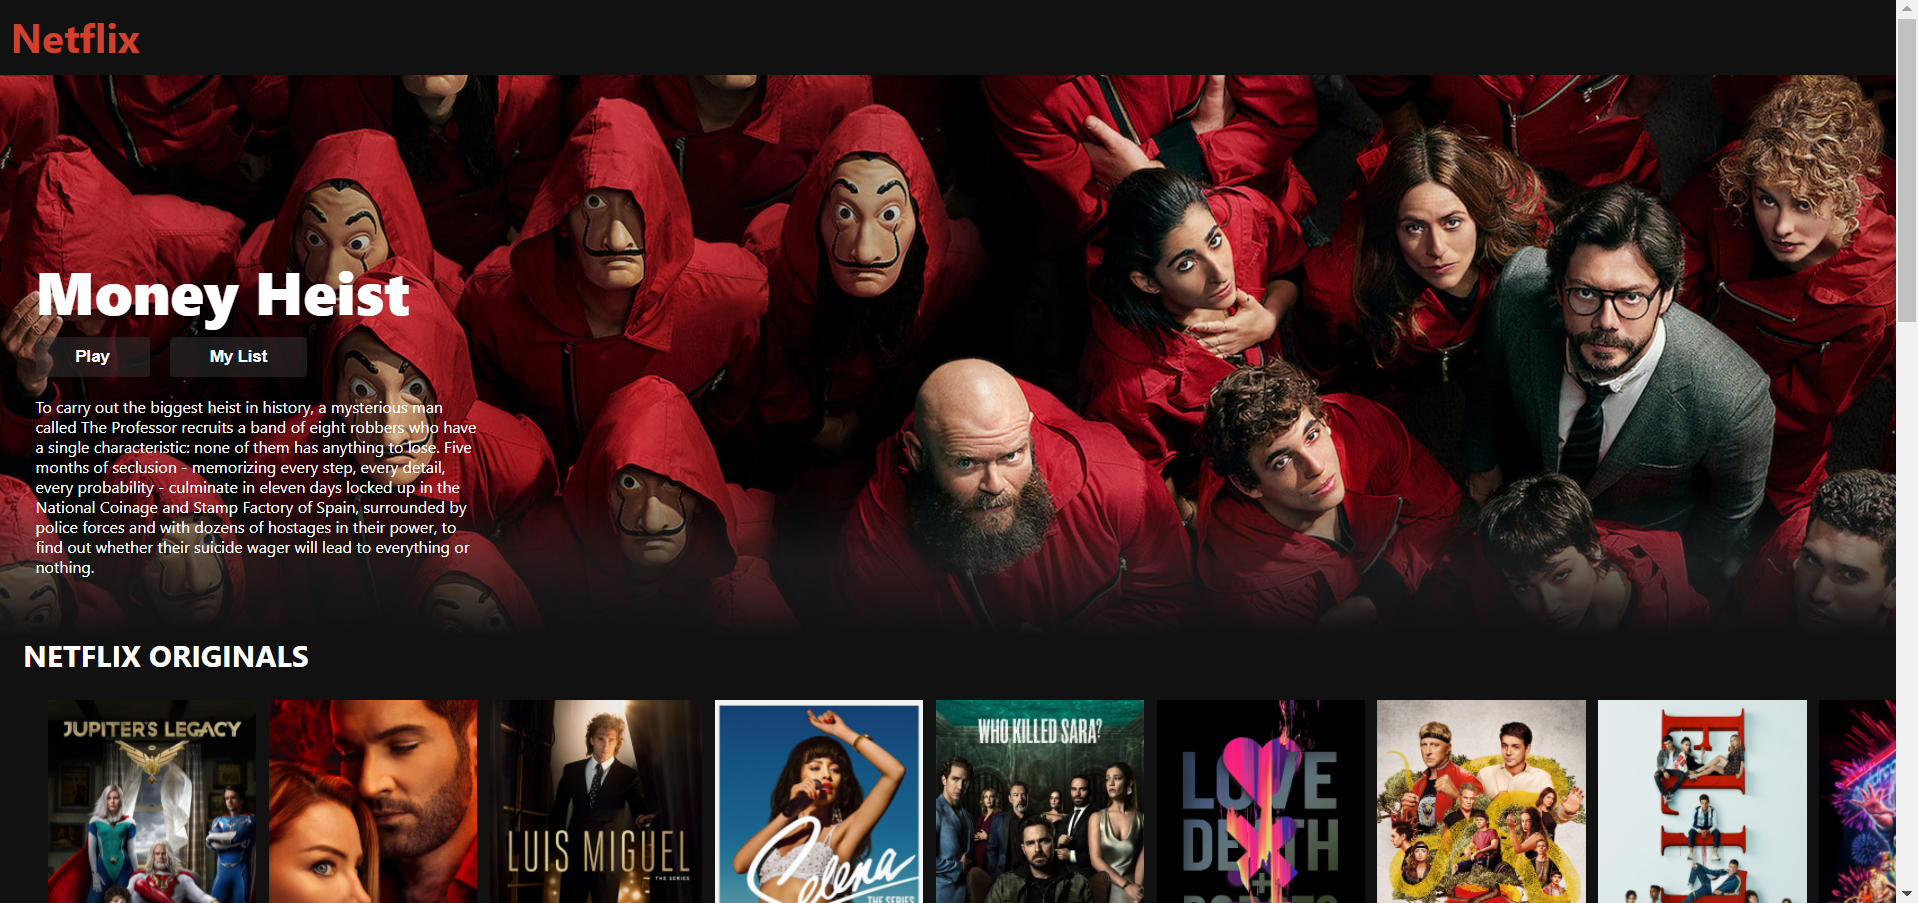 Netflix
Money Heist
Play
My List
To carry out the biggest heist in history, a mysterious man
called The Professor recruits a band of eight robbers who have
a single characteristic: none of them has anything to lose. Five
months of seclusion - memorizing every step, every detail,
every probability - culminate in eleven days locked up in the
National Coinage and Stamp Factory of Spain, surrounded by
police forces and with dozens of hostages in their power, to
find out whether their suicide wager will lead to everything or
nothing.
NETFLIX ORIGINALS
JUPITER'S LEGACY
LUIS MIGUEL
THE SERIES
Selena
THE SERIES
WHO KILLED SARA?
LOVE
DEATH
+